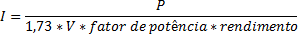 I = P / 1,73 * V * fator de potência * rendimento